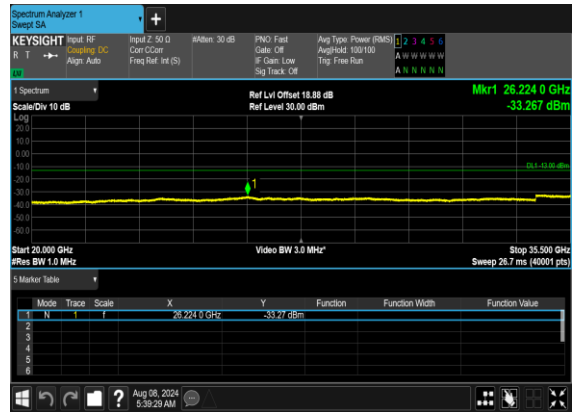 Spectrum Analyzer 1
Swept SA
+
KEYSIGHT Input: RF Input Z: 50 Ω #Atten: 30 dB PNO: Fast Avg Type: Power (RMS) 1 2 3 4 5 6
R T Coupling: DC Corr CCorr Gate: Off Avg|Hold: 100/100 A W W W W W
Align: Auto Freq Ref: Int (S) IF Gain: Low Trig: Free Run
Sig Track: Off A N N N N N
1 Spectrum
Scale/Div 10 dB
Ref Lvl Offset 18.88 dB
Ref Level 30.00 dBm
Mkr1 26.224 0 GHz
-33.267 dBm
Log
20.0
10.0
0.00
-10.0
DL1 -13.00 dBm
-20.0
1
-30.0
-40.0
-50.0
-60.0
Start 20.000 GHz Video BW 3.0 MHz* Stop 35.500 GHz
#Res BW 1.0 MHz Sweep 26.7 ms (40001 pts)
5 Marker Table
Mode Trace Scale X Y Function Function Width Function Value
1 N 1 f 26.224 0 GHz -33.27 dBm
2
3
4
5
6
? Aug 08, 2024
5:39:29 AM